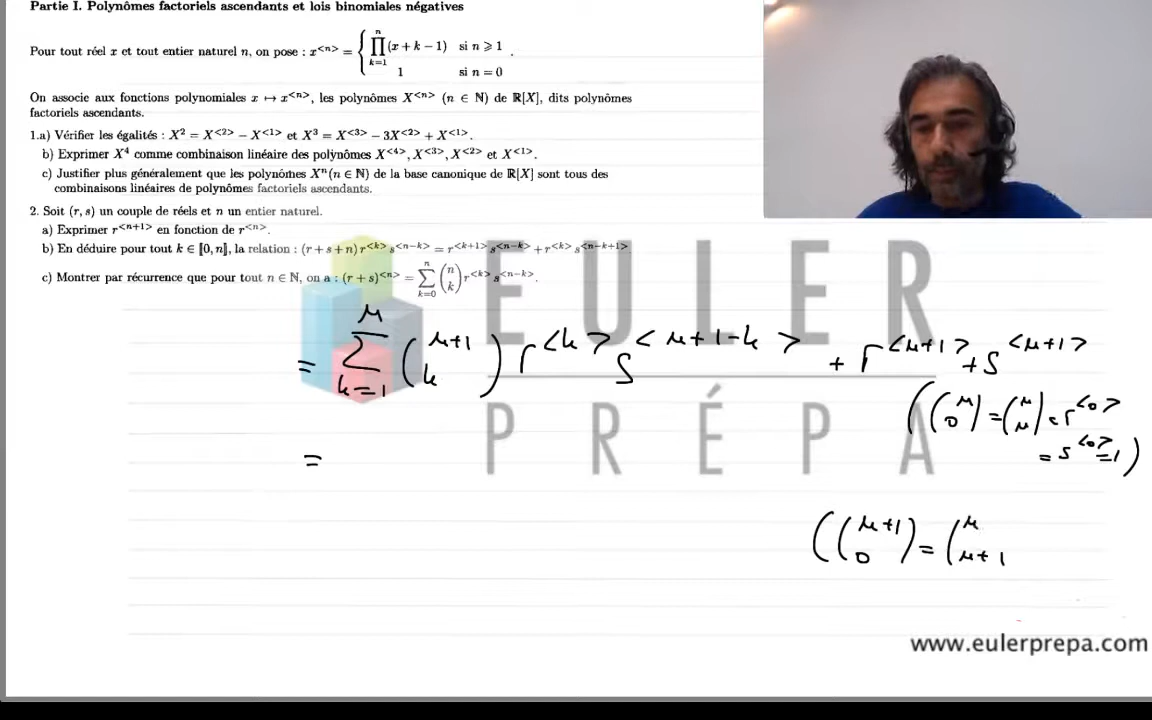 Partie I. Polynômes factoriels ascendants et lois binomiales négatives
Pour tout réel x et tout entier naturel n, on pose : x^{<n>} = { ∏_{k=1}^{n} (x + k − 1) si n ⩾ 1
1 si n = 0 .
On associe aux fonctions polynomiales x ↦ x^{<n>}, les polynômes X^{<n>} (n ∈ ℕ) de ℝ[X], dits polynômes
factoriels ascendants.
1.a) Vérifier les égalités : X² = X^{<2>} − X^{<1>} et X³ = X^{<3>} − 3X^{<2>} + X^{<1>}.
b) Exprimer X⁴ comme combinaison linéaire des polynômes X^{<4>}, X^{<3>}, X^{<2>} et X^{<1>}.
c) Justifier plus généralement que les polynômes Xⁿ(n ∈ ℕ) de la base canonique de ℝ[X] sont tous des
combinaisons linéaires de polynômes factoriels ascendants.
2. Soit (r, s) un couple de réels et n un entier naturel.
a) Exprimer r^{<n+1>} en fonction de r^{<n>}.
b) En déduire pour tout k ∈ ⟦0, n⟧, la relation : (r + s + n) r^{<k>} s^{<n−k>} = r^{<k+1>} s^{<n−k>} + r^{<k>} s^{<n−k+1>}
c) Montrer par récurrence que pour tout n ∈ ℕ, on a : (r + s)^{<n>} = ∑_{k=0}^{n} (n k) r^{<k>} s^{<n−k>}.
= ∑_{k=1}^{n} (n+1 k) r^{<k>} s^{<n+1−k>} + r^{<n+1>} + s^{<n+1>}
((n 0) = (n n) = r^{<0>}
= s^{<0>} = 1)
=
((n+1 0) = (n n+1
EULER
PRÉPA
www.eulerprepa.com